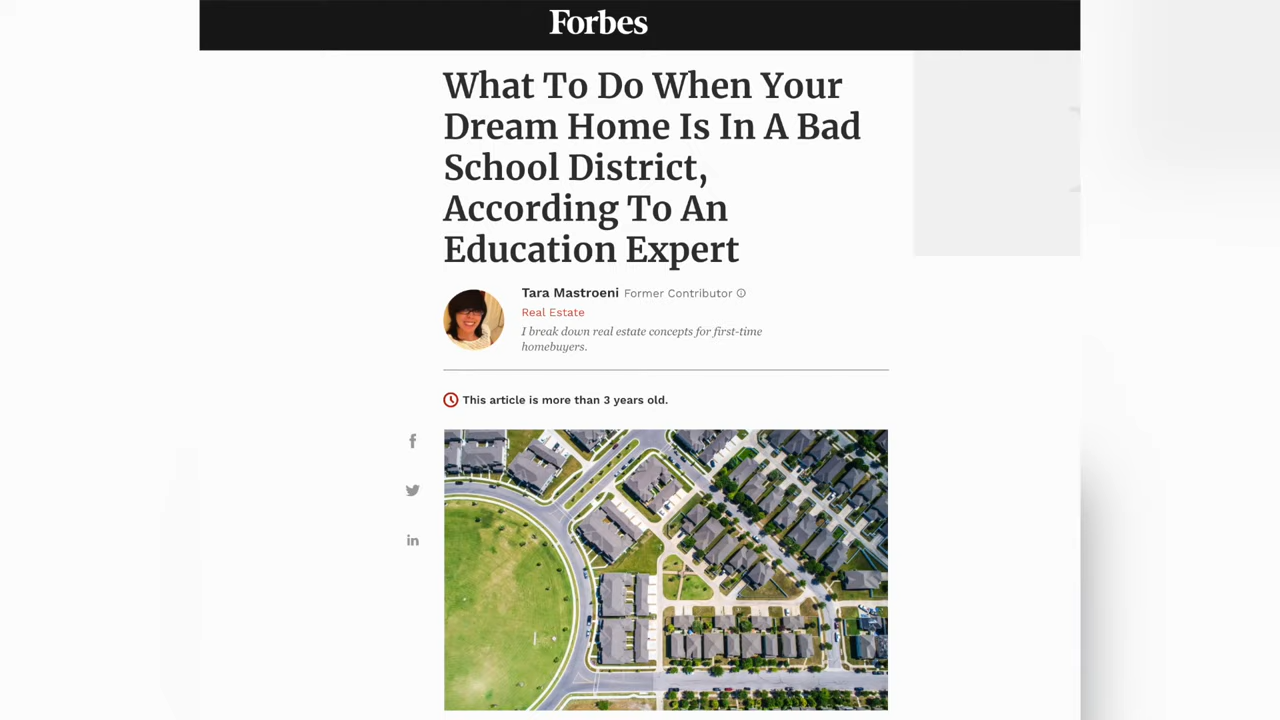 Forbes
What To Do When Your
Dream Home Is In A Bad
School District,
According To An
Education Expert
Tara Mastroeni Former Contributor
Real Estate
I break down real estate concepts for first-time
homebuyers.
This article is more than 3 years old.